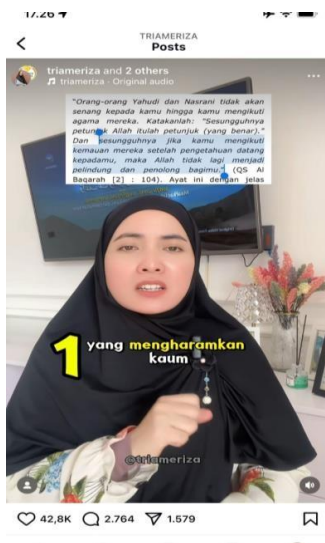 17.26
TRIAMERIZA
Posts
triameriza and 2 others
triameriza · Original audio
"Orang-orang Yahudi dan Nasrani tidak akan
senang kepada kamu hingga kamu mengikuti
agama mereka. Katakanlah: "Sesungguhnya
petunjuk Allah itulah petunjuk (yang benar)."
Dan sesungguhnya jika kamu mengikuti
kemauan mereka setelah pengetahuan datang
kepadamu, maka Allah tidak lagi menjadi
pelindung dan penolong bagimu." (QS Al
Baqarah [2] : 104). Ayat ini dengan jelas
1 yang mengharamkan
kaum
@triameriza
42,8K 2.764 1.579